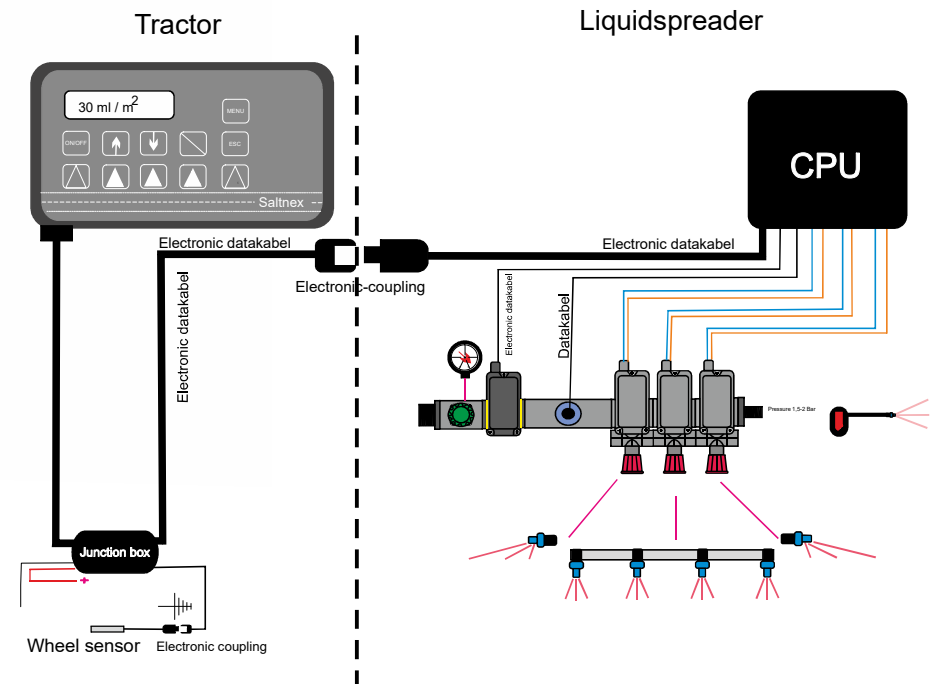 Tractor
Liquidspreader
30 ml / m2
MENU
ON/OFF
ESC
Saltnex
CPU
Electronic datakabel
Electronic datakabel
Electronic-coupling
Electronic datakabel
Electronic datakabel
Datakabel
Pressure 1,5-2 Bar
Junction box
+
Wheel sensor
Electronic coupling